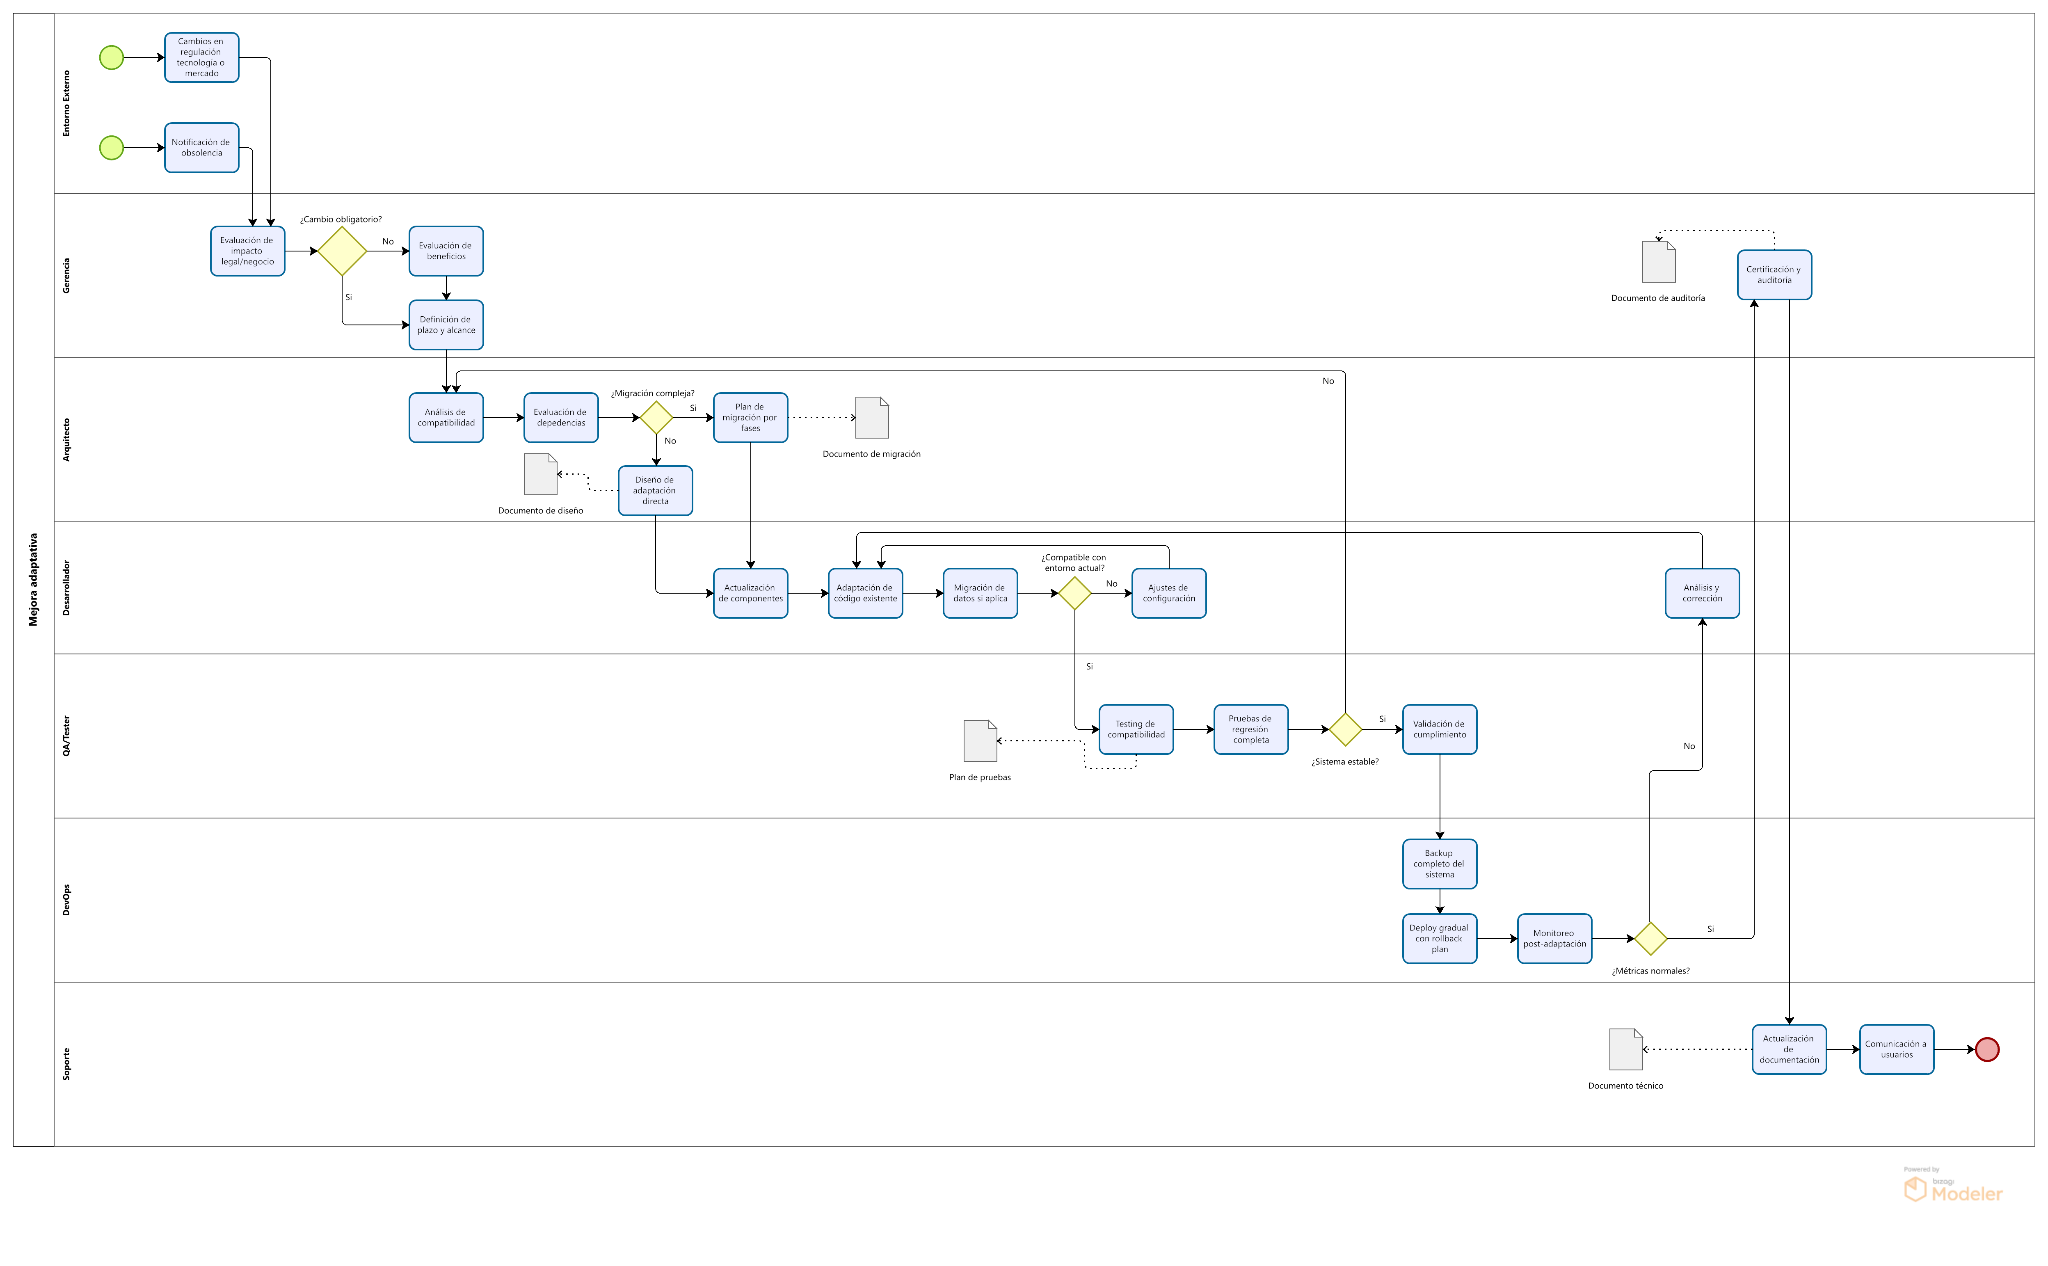 Mejora adaptativa
Entorno Externo
Cambios en
regulación
tecnologia o
mercado
Notificación de
obsolencia
Gerencia
Evaluación de
impacto
legal/negocio
¿Cambio obligatorio?
No
Si
Evaluación de
beneficios
Definición de
plazo y alcance
Documento de auditoría
Certificación y
auditoria
Arquitecto
Análisis de
compatibilidad
Evaluación de
depedencias
¿Migración compleja?
Si
No
Plan de
migración por
fases
Documento de migración
Diseño de
adaptación
directa
Documento de diseño
No
Desarrollador
Actualización
de componentes
Adaptación de
código existente
Migración de
datos si aplica
¿Compatible con
entorno actual?
No
Ajustes de
configuración
Análisis y
corrección
QA/Tester
Si
Plan de pruebas
Testing de
compatibilidad
Pruebas de
regresión
completa
¿Sistema estable?
Si
Validación de
cumplimiento
No
DevOps
Backup
completo del
sistema
Deploy gradual
con rollback
plan
Monitoreo
post-adaptación
¿Métricas normales?
Si
Soporte
Documento técnico
Actualización
de
documentación
Comunicación a
usuarios
Powered by
bizagi
Modeler